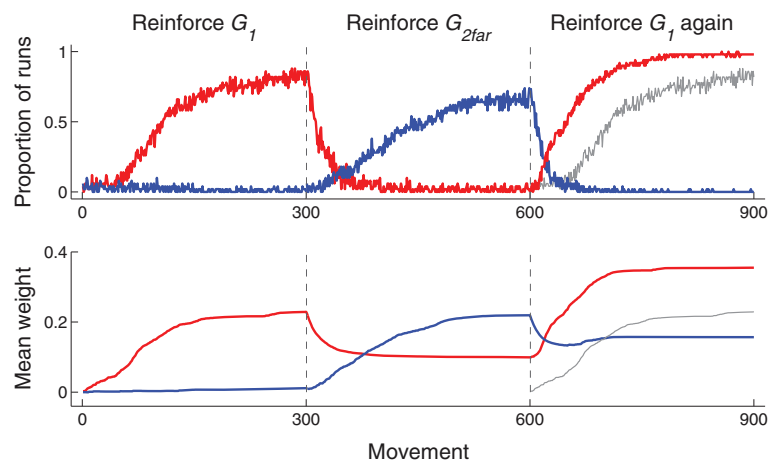 Reinforce G1 Reinforce G2far Reinforce G1 again
Proportion of runs
1
0.5
0
0 300 600 900
Mean weight
0.4
0.2
0
0 300 600 900
Movement